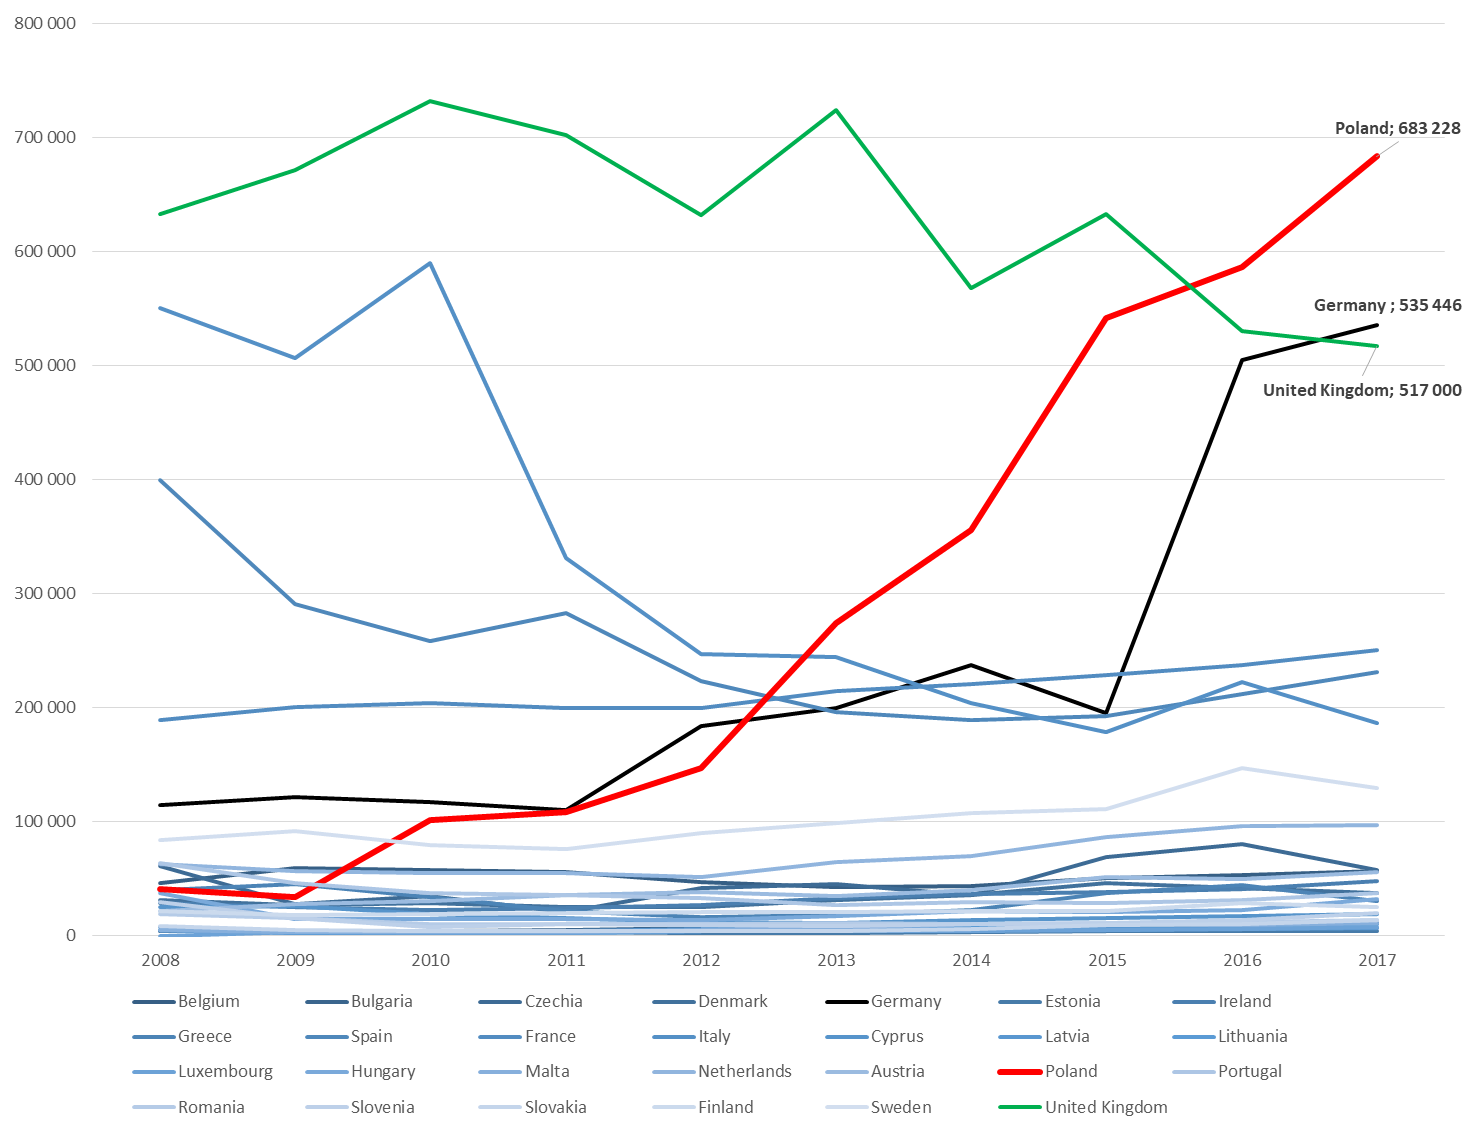 800 000
700 000
Poland; 683 228
600 000
Germany ; 535 446
500 000
United Kingdom; 517 000
400 000
300 000
200 000
100 000
0
2008 2009 2010 2011 2012 2013 2014 2015 2016 2017
Belgium Bulgaria Czechia Denmark Germany Estonia Ireland
Greece Spain France Italy Cyprus Latvia Lithuania
Luxembourg Hungary Malta Netherlands Austria Poland Portugal
Romania Slovenia Slovakia Finland Sweden United Kingdom